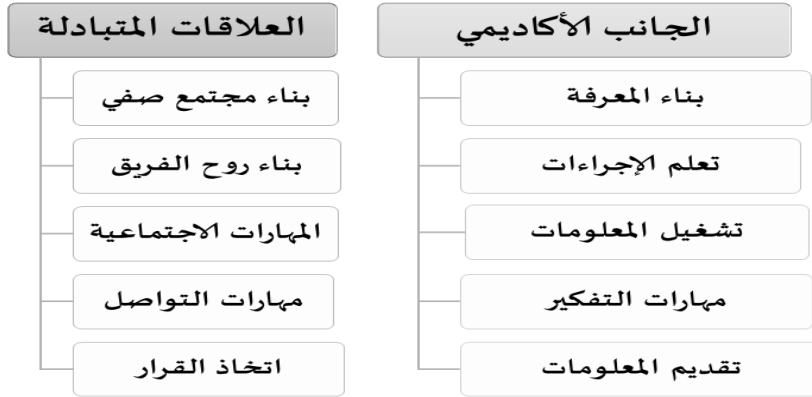 الجانب الأكاديمي
بناء المعرفة
تعلم الإجراءات
تشغيل المعلومات
مهارات التفكير
تقديم المعلومات
العلاقات المتبادلة
بناء مجتمع صفي
بناء روح الفريق
المهارات الاجتماعية
مهارات التواصل
اتخاذ القرار